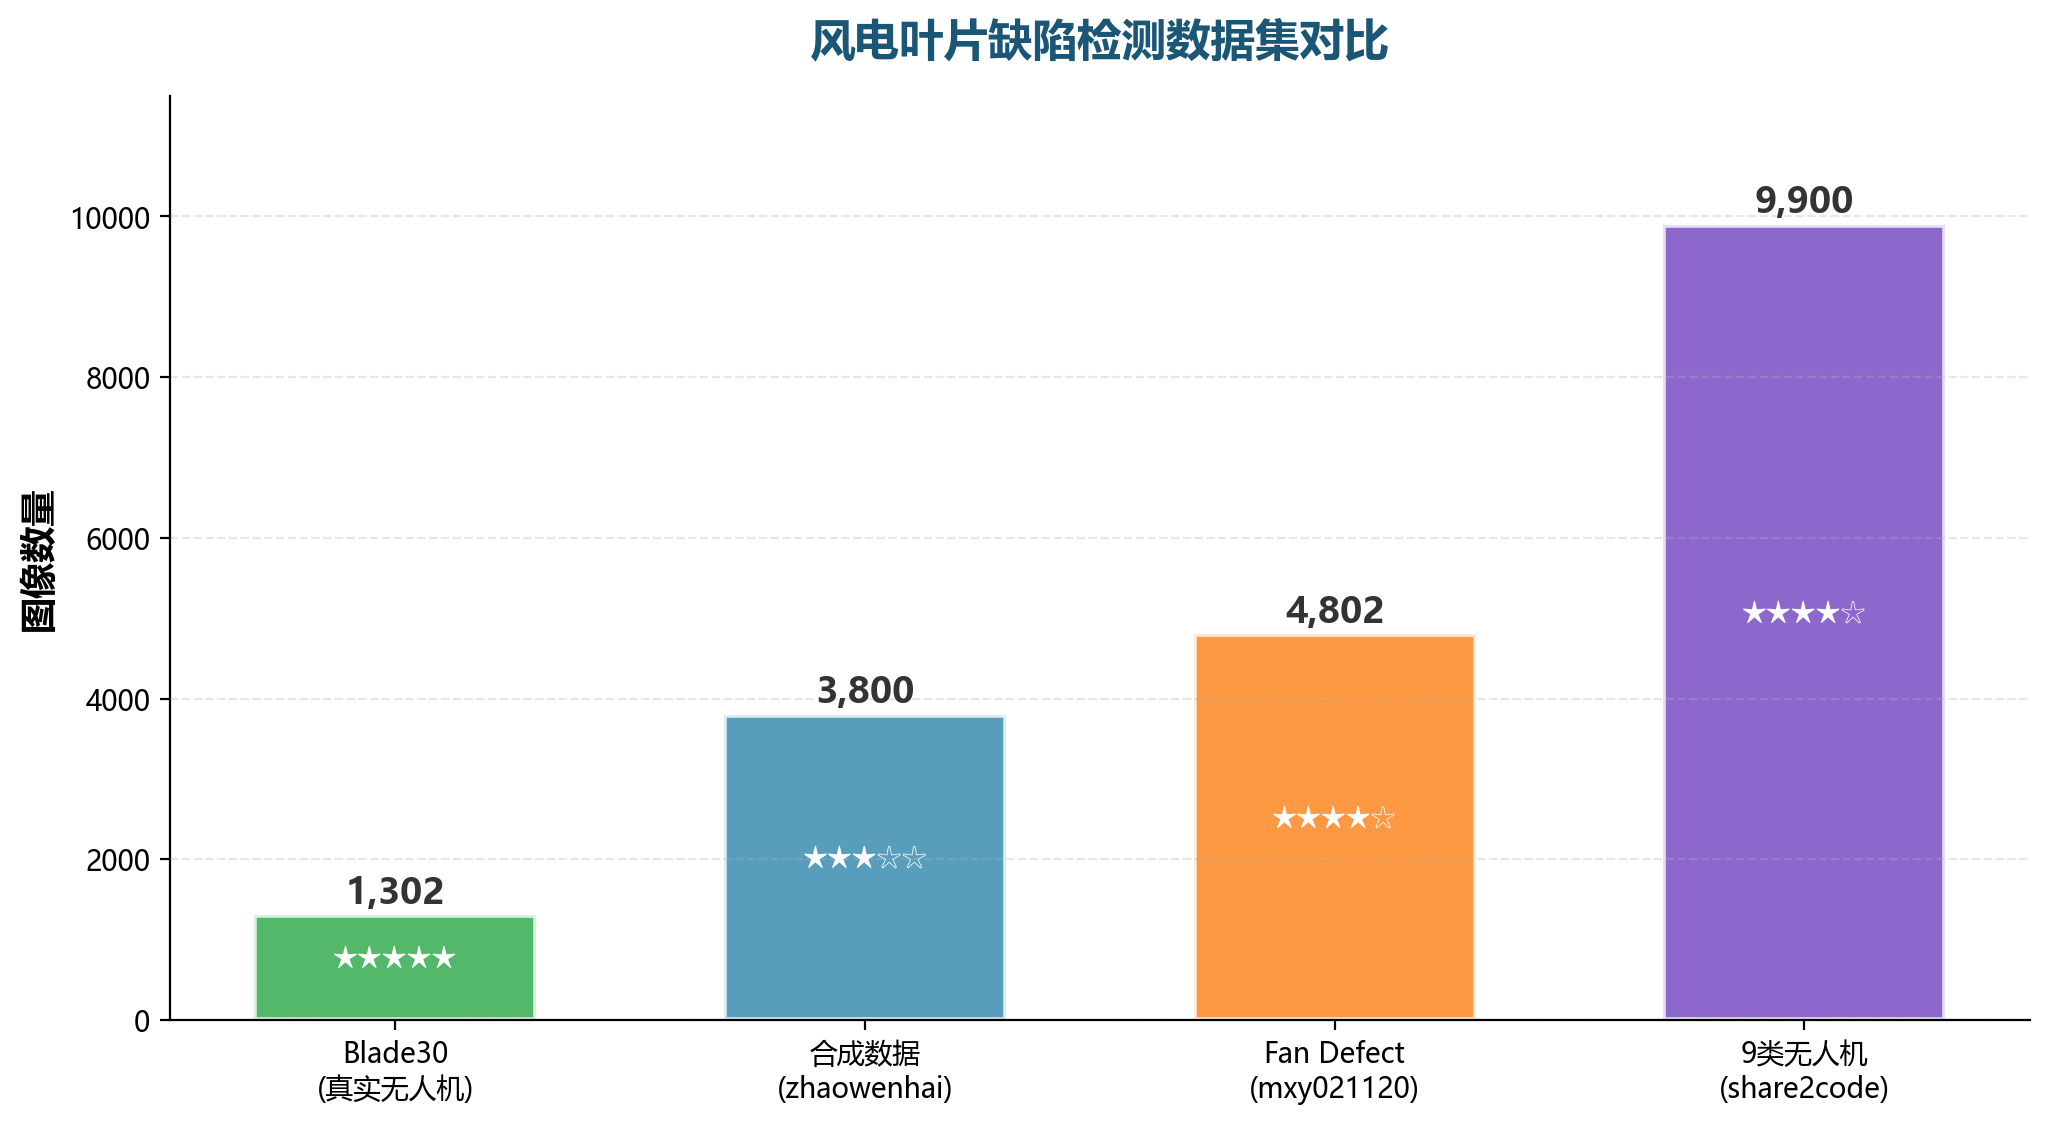 风电叶片缺陷检测数据集对比
图像数量
10000
8000
6000
4000
2000
0
1,302
★★★★★
3,800
★★★☆☆
4,802
★★★★☆
9,900
★★★★☆
Blade30
(真实无人机)
合成数据
(zhaowenhai)
Fan Defect
(mxy021120)
9类无人机
(share2code)